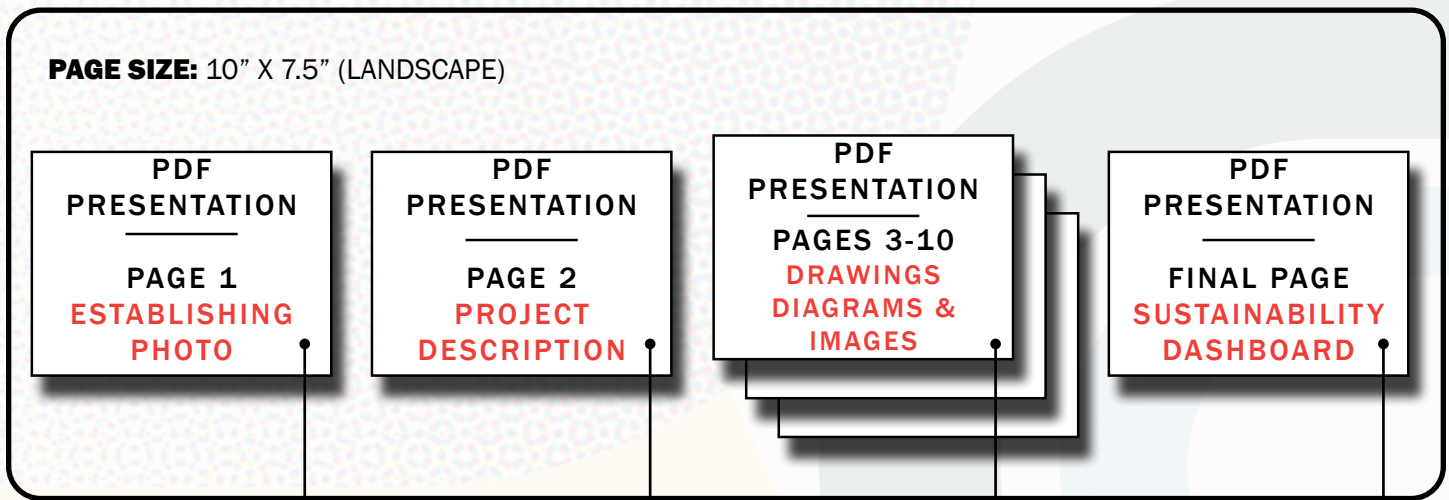 PAGE SIZE: 10” X 7.5” (LANDSCAPE)
PDF
PRESENTATION
PAGE 1
ESTABLISHING
PHOTO
PDF
PRESENTATION
PAGE 2
PROJECT
DESCRIPTION
PDF
PRESENTATION
PAGES 3-10
DRAWINGS
DIAGRAMS &
IMAGES
PDF
PRESENTATION
FINAL PAGE
SUSTAINABILITY
DASHBOARD